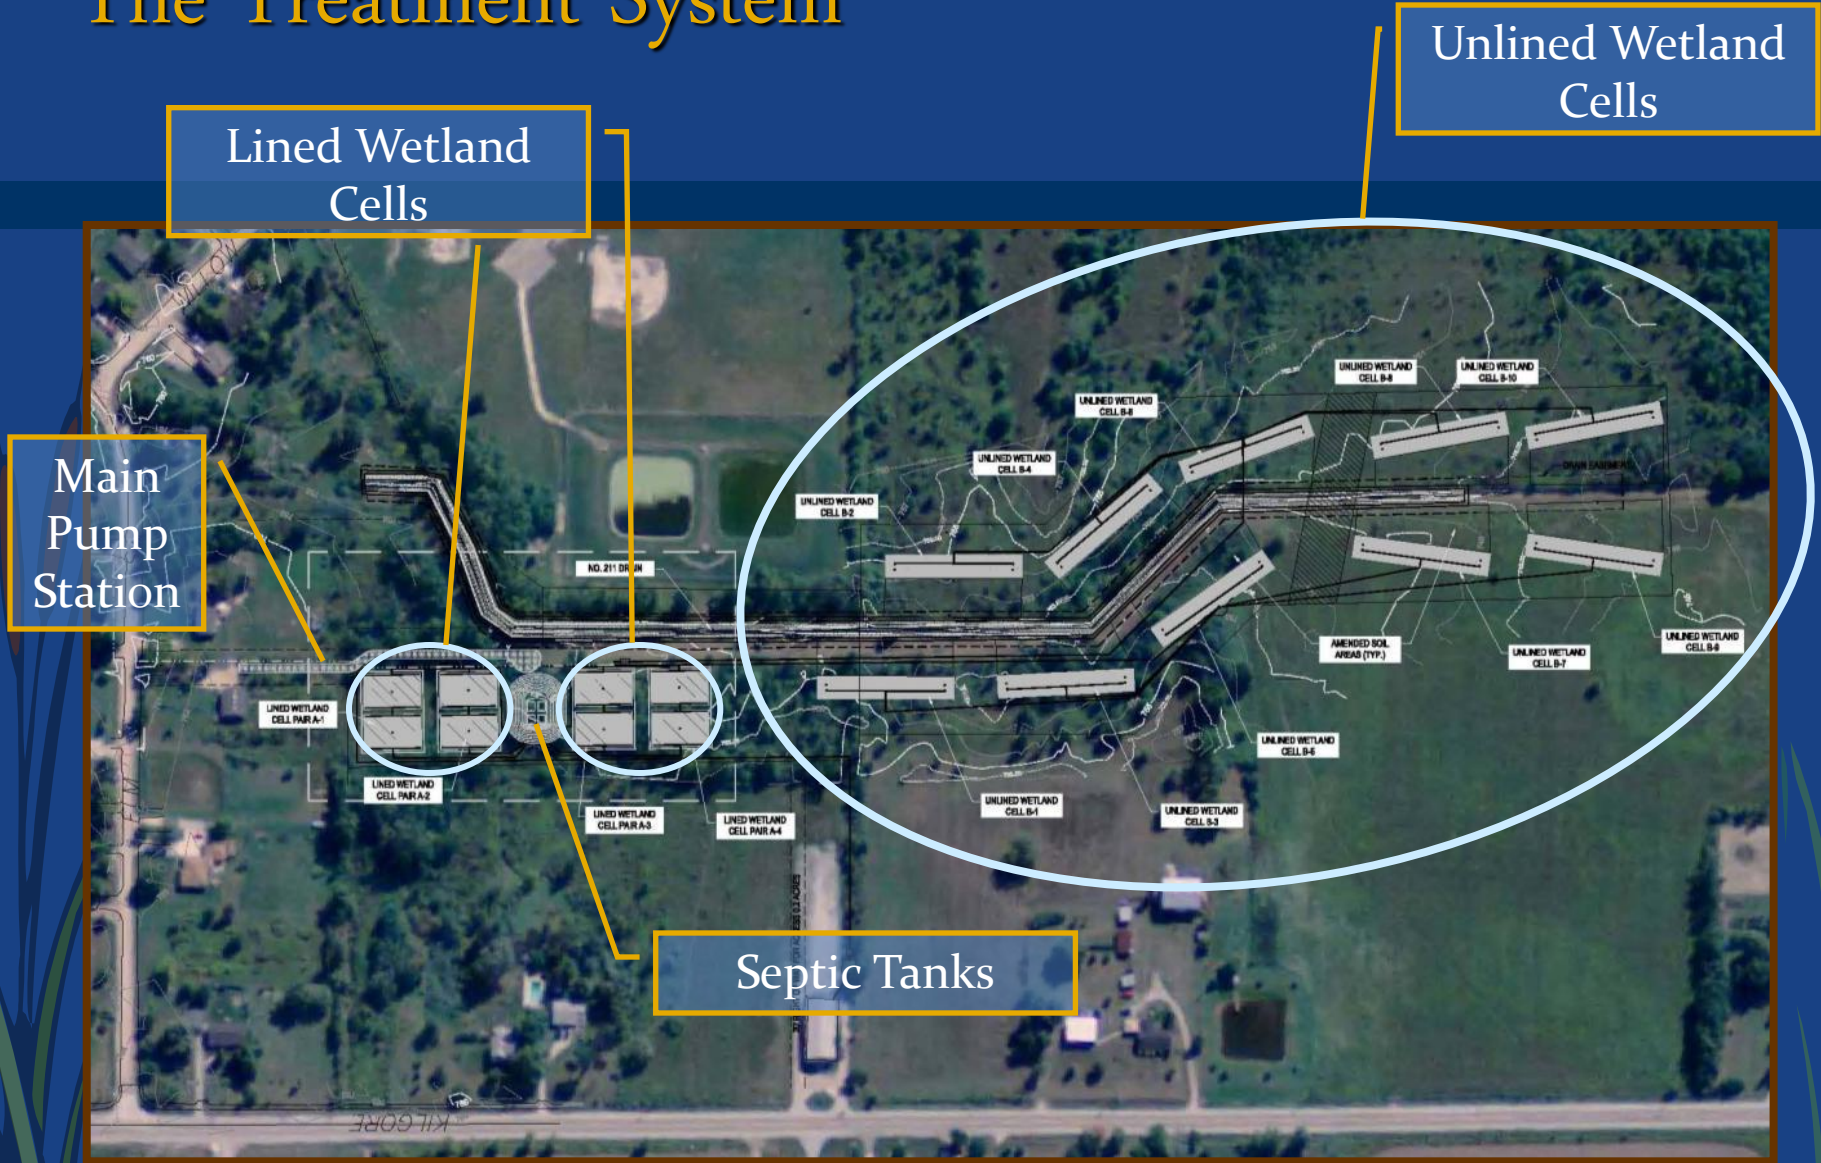 The Treatment System
Unlined Wetland
Cells
Lined Wetland
Cells
Main
Pump
Station
UNLINED WETLAND
CELL B-8
UNLINED WETLAND
CELL B-10
UNLINED WETLAND
CELL B-6
UNLINED WETLAND
CELL B-4
UNLINED WETLAND
CELL B-2
DRAIN EASEMENT
NO. 211 DRAIN
AMENDED SOIL
AREAS (TYP.)
UNLINED WETLAND
CELL B-7
UNLINED WETLAND
CELL B-9
LINED WETLAND
CELL PAIR A-1
UNLINED WETLAND
CELL B-5
LINED WETLAND
CELL PAIR A-2
UNLINED WETLAND
CELL B-1
UNLINED WETLAND
CELL B-3
LINED WETLAND
CELL PAIR A-3
LINED WETLAND
CELL PAIR A-4
ELM
Septic Tanks
KILGORE